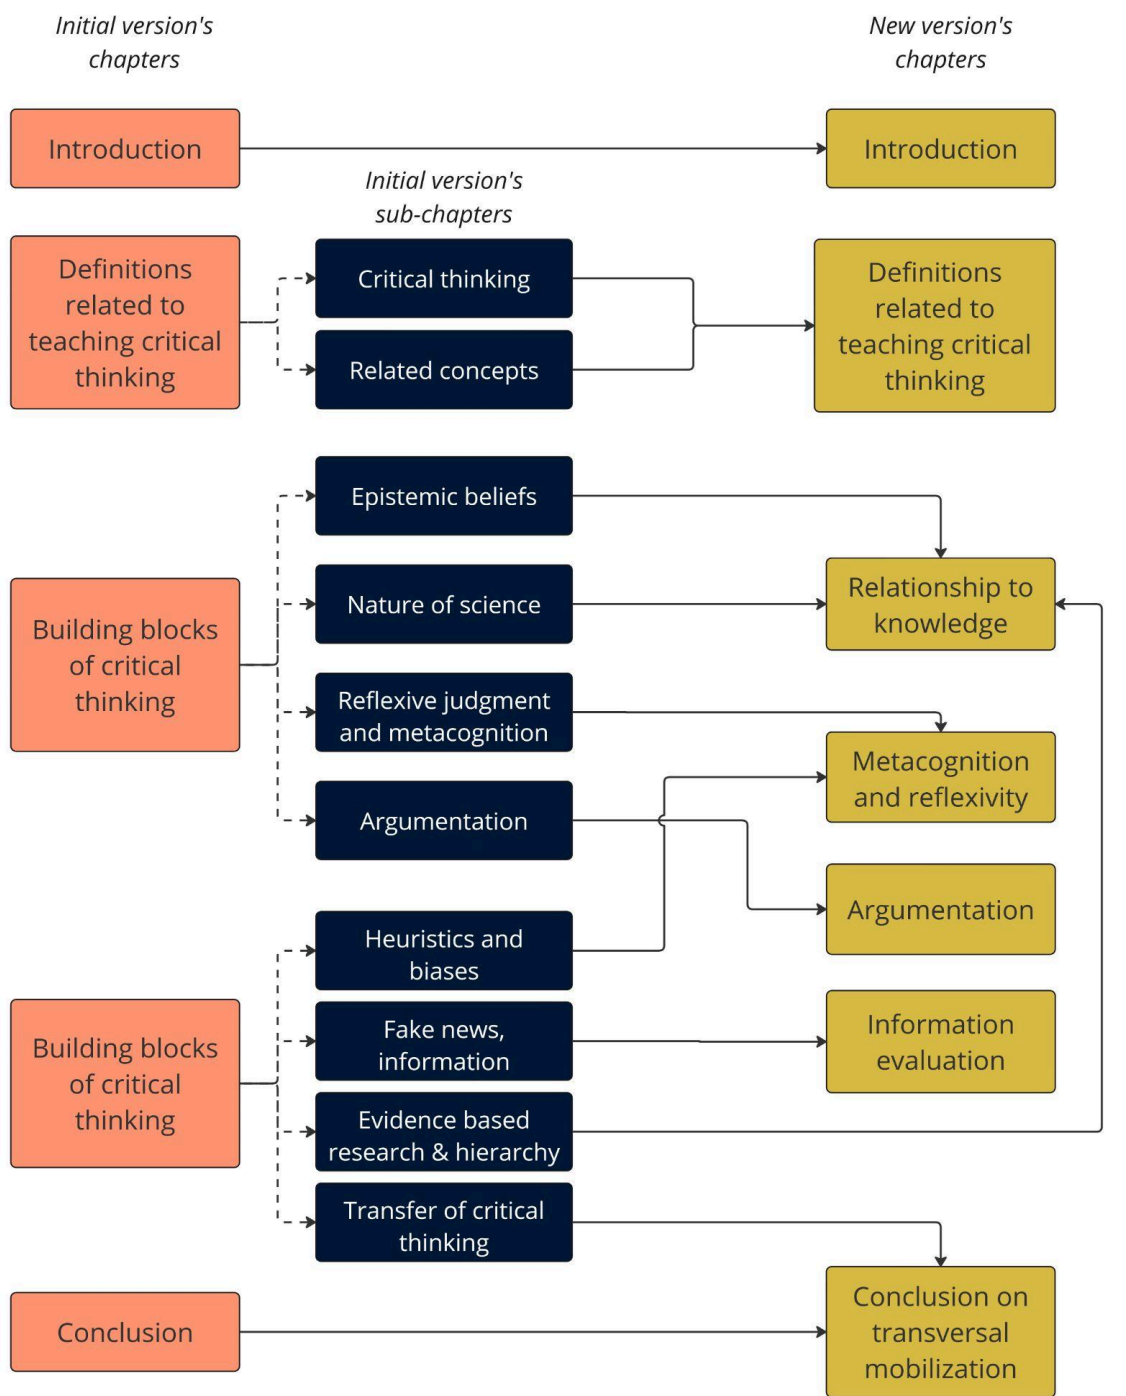 Initial version's
chapters
New version's
chapters
Introduction
Introduction
Initial version's
sub-chapters
Definitions
related to
teaching critical
thinking
Critical thinking
Related concepts
Definitions
related to
teaching critical
thinking
Building blocks
of critical
thinking
Epistemic beliefs
Nature of science
Reflexive judgment
and metacognition
Argumentation
Relationship to
knowledge
Metacognition
and reflexivity
Argumentation
Building blocks
of critical
thinking
Heuristics and
biases
Fake news,
information
Evidence based
research & hierarchy
Transfer of critical
thinking
Information
evaluation
Conclusion
Conclusion on
transversal
mobilization